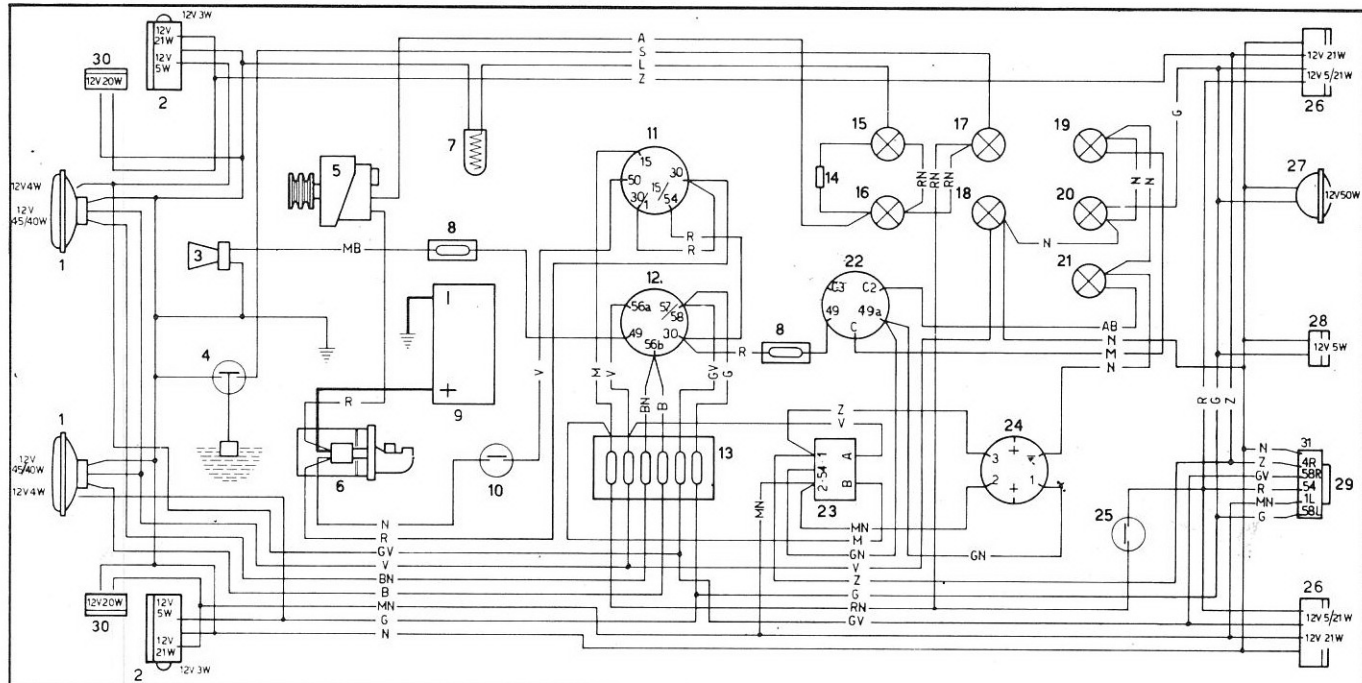 12V 3W
12V
21W
12V
5W
2
30
12V 20W
A
S
L
Z
12V 21W
12V 5/21W
26
12V4W
12V
45/40W
1
5
7
11
15
50
30
30
1
15
54
R
R
14
15
16
17
18
19
20
21
RN
RN
RN
N
N
N
G
27
12V50W
3
MB
8
12
56a
57
58
49
30
56b
R
8
22
C3
C2
49
49a
C
AB
N
M
N
28
12V 5W
4
+
9
V
M
V
BN
B
GV
G
R
G
Z
1
12V
45/40W
12V 4W
R
6
10
13
Z
V
1
2·54
A
B
23
24
3
2
1
+
25
N
Z
GV
R
MN
G
31
4R
58R
54
1L
58L
29
MN
MN
M
GN
GN
N
R
GV
V
BN
B
MN
G
N
V
Z
G
RN
GV
12V20W
30
12V
5W
12V
21W
2
12V 3W
26
12V 5/21W
12V 21W